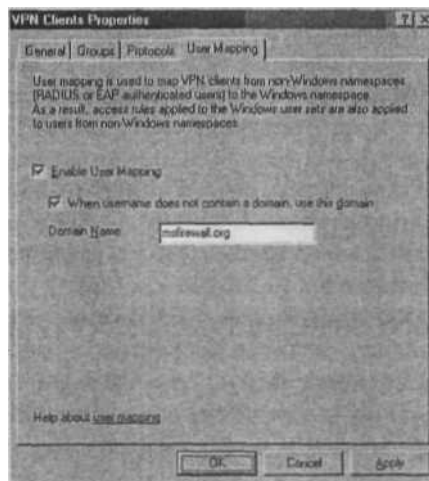 VPN Clients Properties
General Groups Protocols User Mapping
User mapping is used to map VPN clients from non-Windows namespaces
(RADIUS or EAP authenticated users) to the Windows namespace.
As a result, access rules applied to the Windows user sets are also applied
to users from non-Windows namespaces.
Enable User Mapping
When username does not contain a domain, use this domain
Domain Name: msfirewall.org
Help about user mapping
OK Cancel Apply